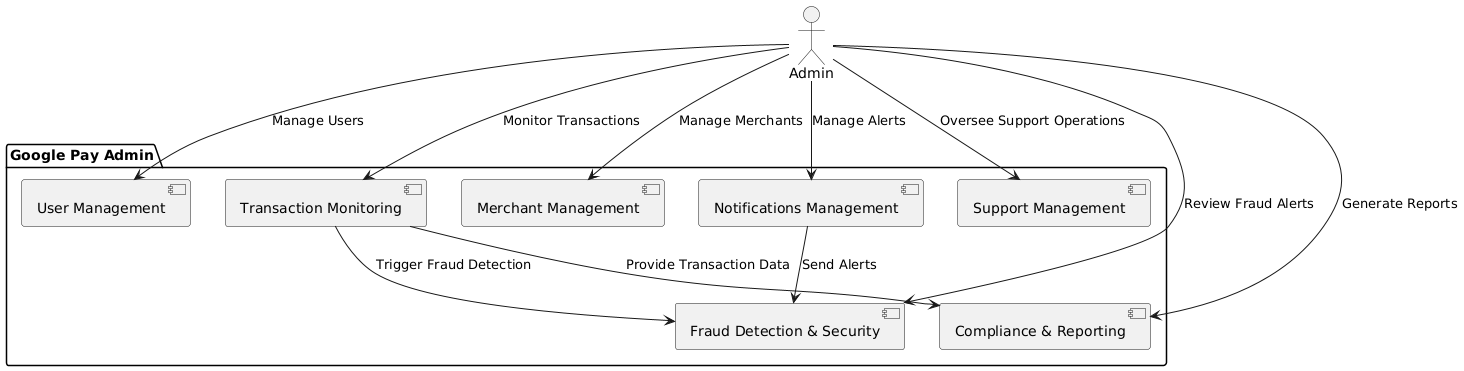 Admin
Manage Users
Monitor Transactions
Manage Merchants
Manage Alerts
Oversee Support Operations
Google Pay Admin
User Management
Transaction Monitoring
Merchant Management
Notifications Management
Support Management
Review Fraud Alerts
Generate Reports
Trigger Fraud Detection
Provide Transaction Data
Send Alerts
Fraud Detection & Security
Compliance & Reporting